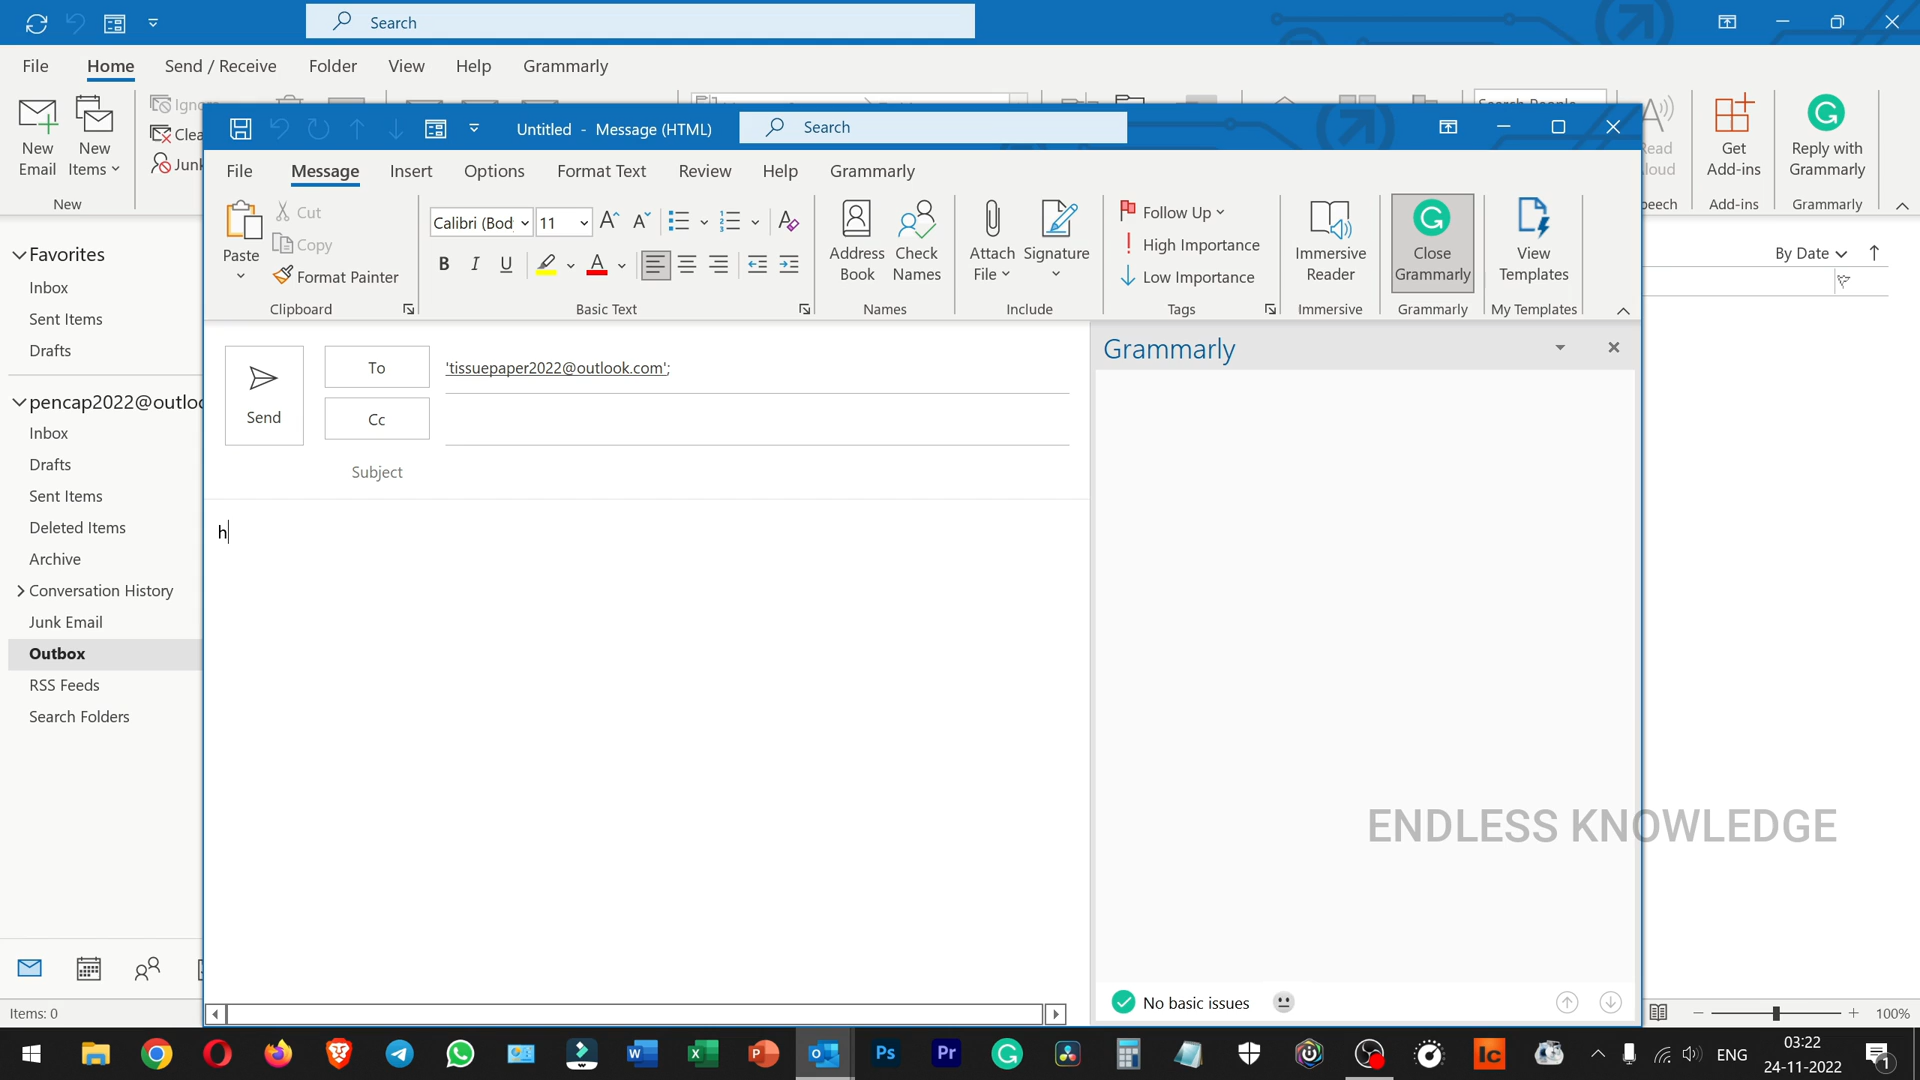 Search
File Home Send / Receive Folder View Help Grammarly
New Email
New Items
Clea
Junk
New
Get Add-ins
Add-ins
Reply with Grammarly
Grammarly
Untitled - Message (HTML)
Search
File Message Insert Options Format Text Review Help Grammarly
Paste
Cut
Copy
Format Painter
Clipboard
Calibri (Bod 11
B I U A
Basic Text
Address Book
Check Names
Names
Attach File
Signature
Include
Follow Up
High Importance
Low Importance
Tags
Immersive Reader
Immersive
Close Grammarly
Grammarly
View Templates
My Templates
Favorites
Inbox
Sent Items
Drafts
pencap2022@outlo
Inbox
Drafts
Sent Items
Deleted Items
Archive
Conversation History
Junk Email
Outbox
RSS Feeds
Search Folders
Items: 0
By Date
Send
To 'tissuepaper2022@outlook.com';
Cc
Subject
h
Grammarly
No basic issues
ENDLESS KNOWLEDGE
100%
Ps Pr Ic
ENG
03:22
24-11-2022
1